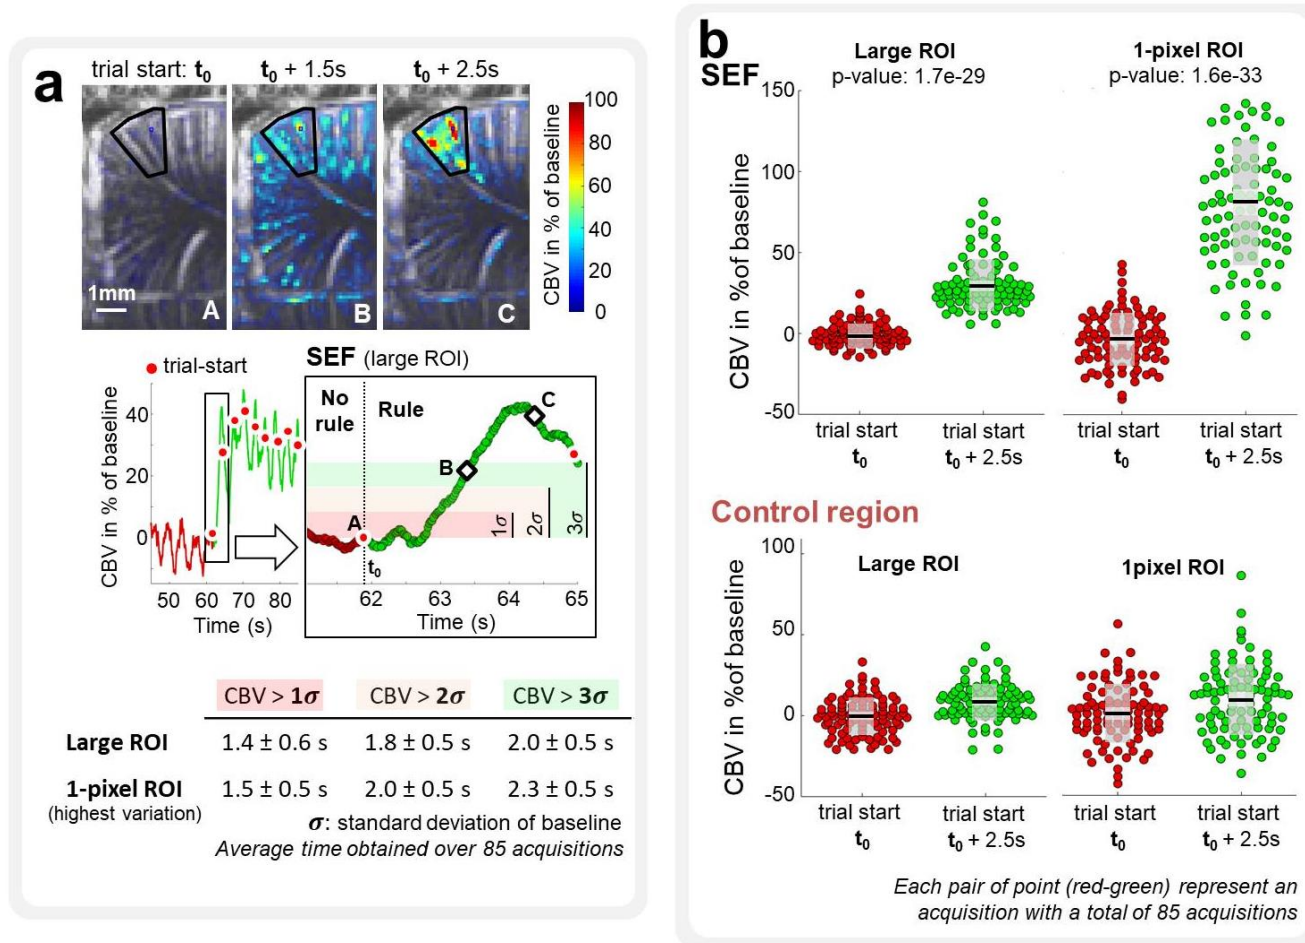 a
trial start: t0
t0 + 1.5s
t0 + 2.5s
1mm
A
B
C
CBV in % of baseline
100
80
60
40
20
0
trial-start
SEF (large ROI)
CBV in % of baseline
40
20
0
50 60 70 80
Time (s)
No rule
Rule
A
B
C
t0
1σ
2σ
3σ
62 63 64 65
Time (s)
CBV > 1σ CBV > 2σ CBV > 3σ
Large ROI 1.4 ± 0.6 s 1.8 ± 0.5 s 2.0 ± 0.5 s
1-pixel ROI 1.5 ± 0.5 s 2.0 ± 0.5 s 2.3 ± 0.5 s
(highest variation)
σ: standard deviation of baseline
Average time obtained over 85 acquisitions
b
SEF
Large ROI
p-value: 1.7e-29
1-pixel ROI
p-value: 1.6e-33
CBV in %of baseline
150
100
50
0
-50
trial start
t0
trial start
t0 + 2.5s
trial start
t0
trial start
t0 + 2.5s
Control region
Large ROI
1pixel ROI
CBV in %of baseline
100
50
0
-50
trial start
t0
trial start
t0 + 2.5s
trial start
t0
trial start
t0 + 2.5s
Each pair of point (red-green) represent an
acquisition with a total of 85 acquisitions